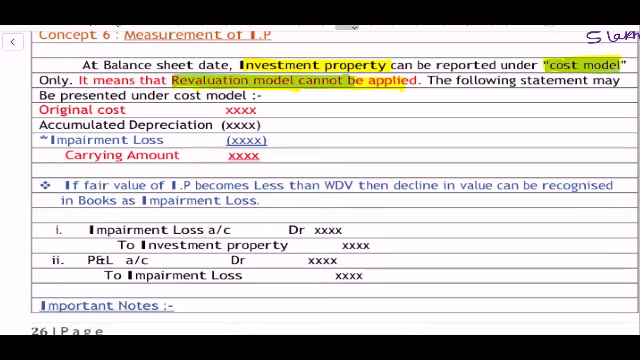 Concept 6 : Measurement of I.P
At Balance sheet date, Investment property can be reported under "cost model"
Only. It means that Revaluation model cannot be applied. The following statement may
Be presented under cost model :-
Original cost xxxx
Accumulated Depreciation (xxxx)
*Impairment Loss (xxxx)
Carrying Amount xxxx
❖ If fair value of I.P becomes Less than WDV then decline in value can be recognised
in Books as Impairment Loss.
i. Impairment Loss a/c Dr xxxx
To Investment property xxxx
ii. P&L a/c Dr xxxx
To Impairment Loss xxxx
Important Notes :-
26 | Page